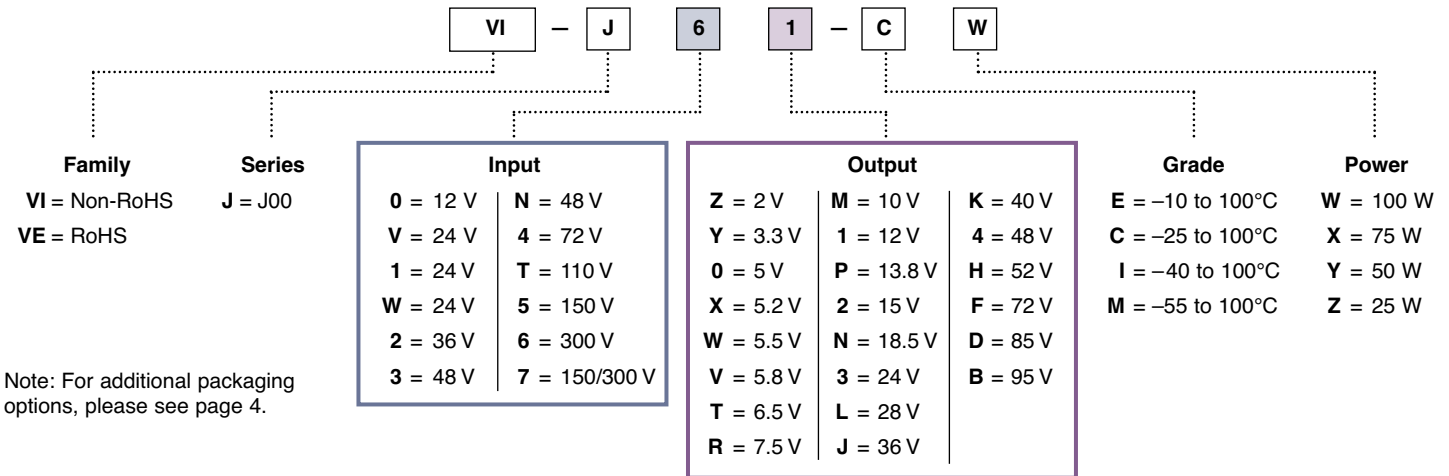 VI – J 6 1 – C W
Family
VI = Non-RoHS
VE = RoHS
Series
J = J00
Input
0 = 12 V
V = 24 V
1 = 24 V
W = 24 V
2 = 36 V
3 = 48 V
N = 48 V
4 = 72 V
T = 110 V
5 = 150 V
6 = 300 V
7 = 150/300 V
Output
Z = 2 V
Y = 3.3 V
0 = 5 V
X = 5.2 V
W = 5.5 V
V = 5.8 V
T = 6.5 V
R = 7.5 V
M = 10 V
1 = 12 V
P = 13.8 V
2 = 15 V
N = 18.5 V
3 = 24 V
L = 28 V
J = 36 V
K = 40 V
4 = 48 V
H = 52 V
F = 72 V
D = 85 V
B = 95 V
Grade
E = –10 to 100°C
C = –25 to 100°C
I = –40 to 100°C
M = –55 to 100°C
Power
W = 100 W
X = 75 W
Y = 50 W
Z = 25 W
Note: For additional packaging
options, please see page 4.